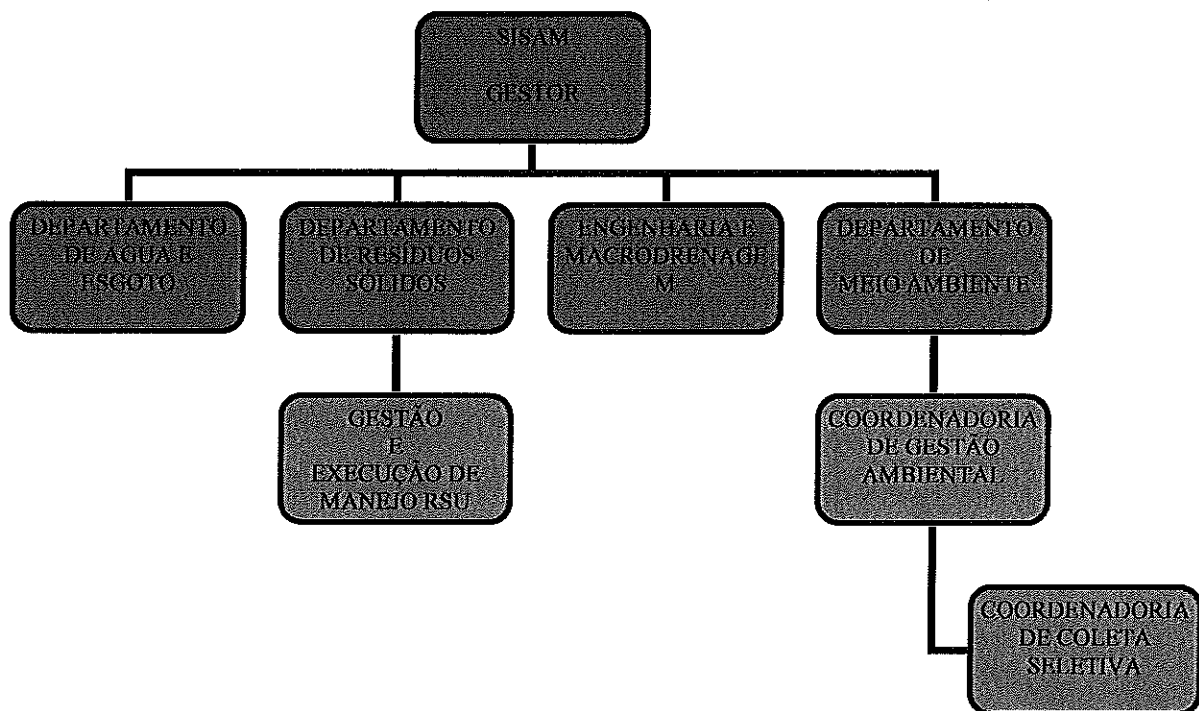 SISAM
GESTOR
DEPARTAMENTO
DE ÁGUA E
ESGOTO
DEPARTAMENTO
DE RESÍDUOS
SÓLIDOS
ENGENHARIA E
MACRODRENAGE
M
DEPARTAMENTO
DE
MEIO AMBIENTE
GESTÃO
E
EXECUÇÃO DE
MANEJO RSU
COORDENADORIA
DE GESTÃO
AMBIENTAL
COORDENADORIA
DE COLETA
SELETIVA